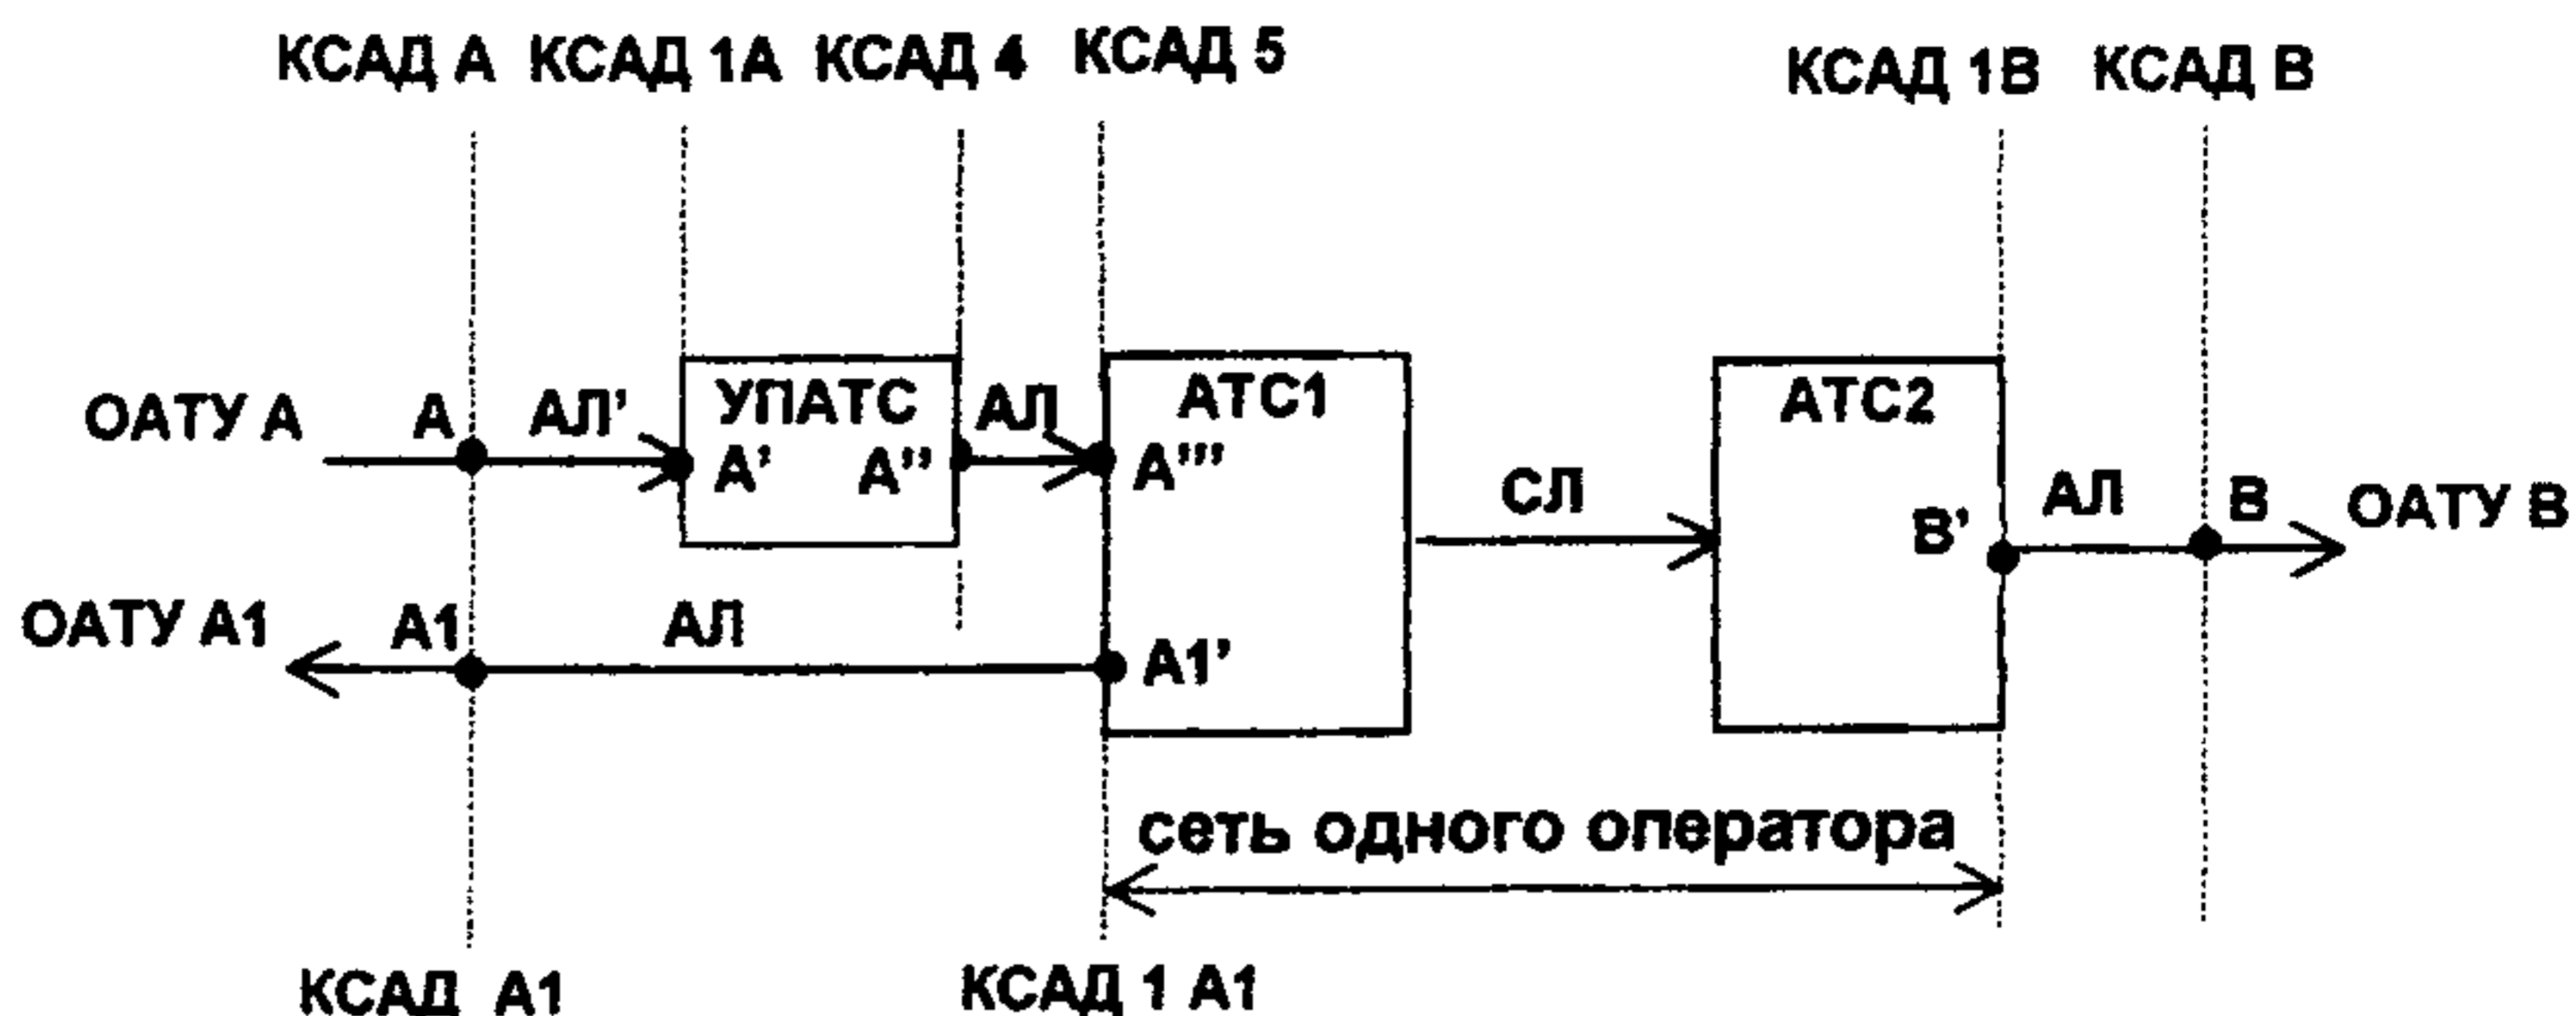 КСАД А КСАД 1А КСАД 4 КСАД 5 КСАД 1В КСАД В
ОАТУ А А АЛ' УПАТС АЛ АТС1 АТС2
А' А'' А''' СЛ В' АЛ В ОАТУ В
ОАТУ А1 А1 АЛ А1'
сеть одного оператора
КСАД А1 КСАД 1 А1